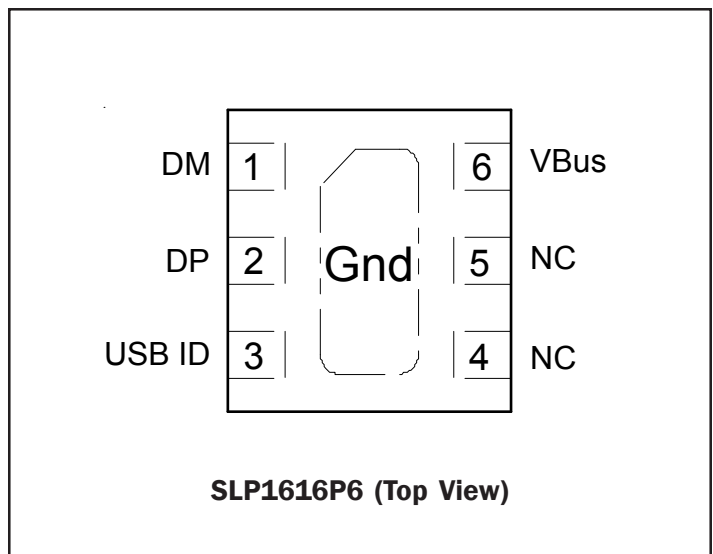 DM 1 6 VBus
DP 2 Gnd 5 NC
USB ID 3 4 NC
SLP1616P6 (Top View)